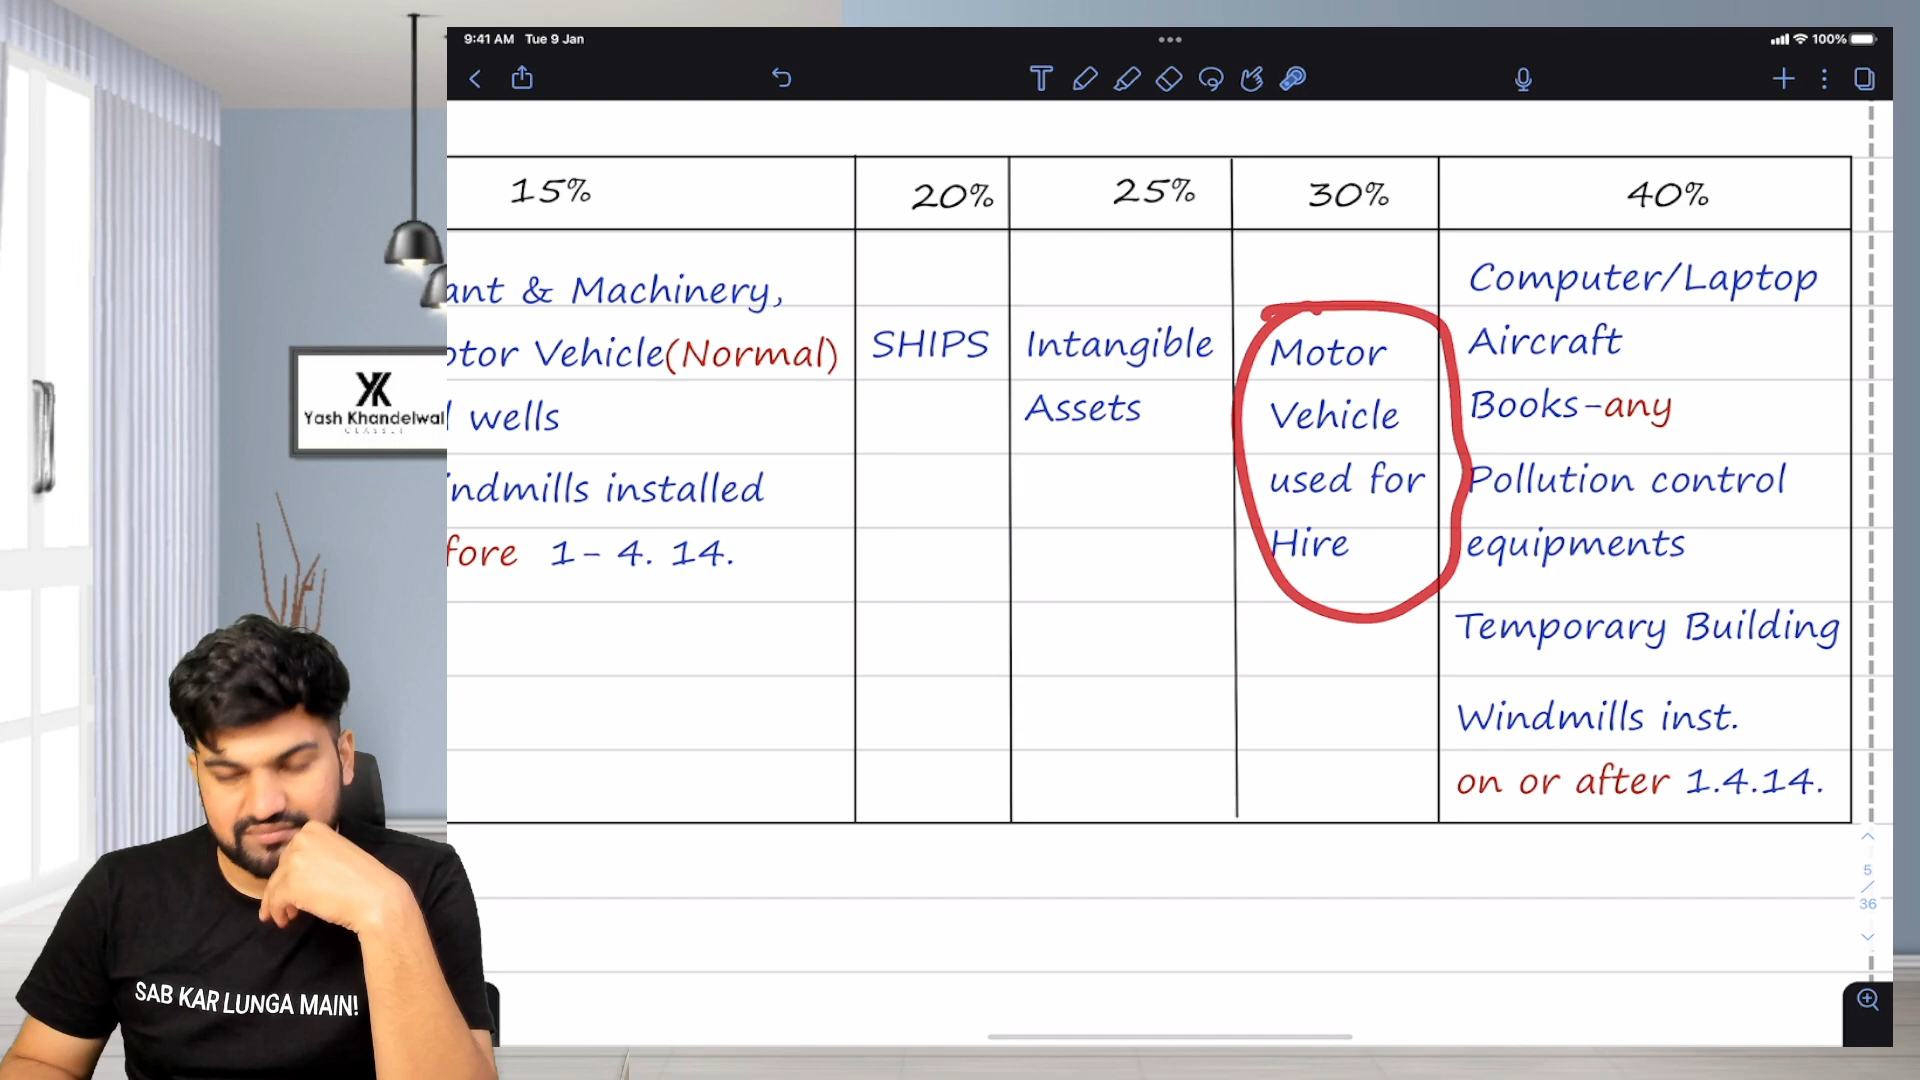 9:41 AM Tue 9 Jan
100%
15%
20%
25%
30%
40%
ant & Machinery,
otor Vehicle(Normal)
l wells
indmills installed
fore 1- 4. 14.
SHIPS
Intangible
Assets
Motor
Vehicle
used for
Hire
Computer/Laptop
Aircraft
Books-any
Pollution control
equipments
Temporary Building
Windmills inst.
on or after 1.4.14.
5
/
36
YK
Yash Khandelwal
SAB KAR LUNGA MAIN!